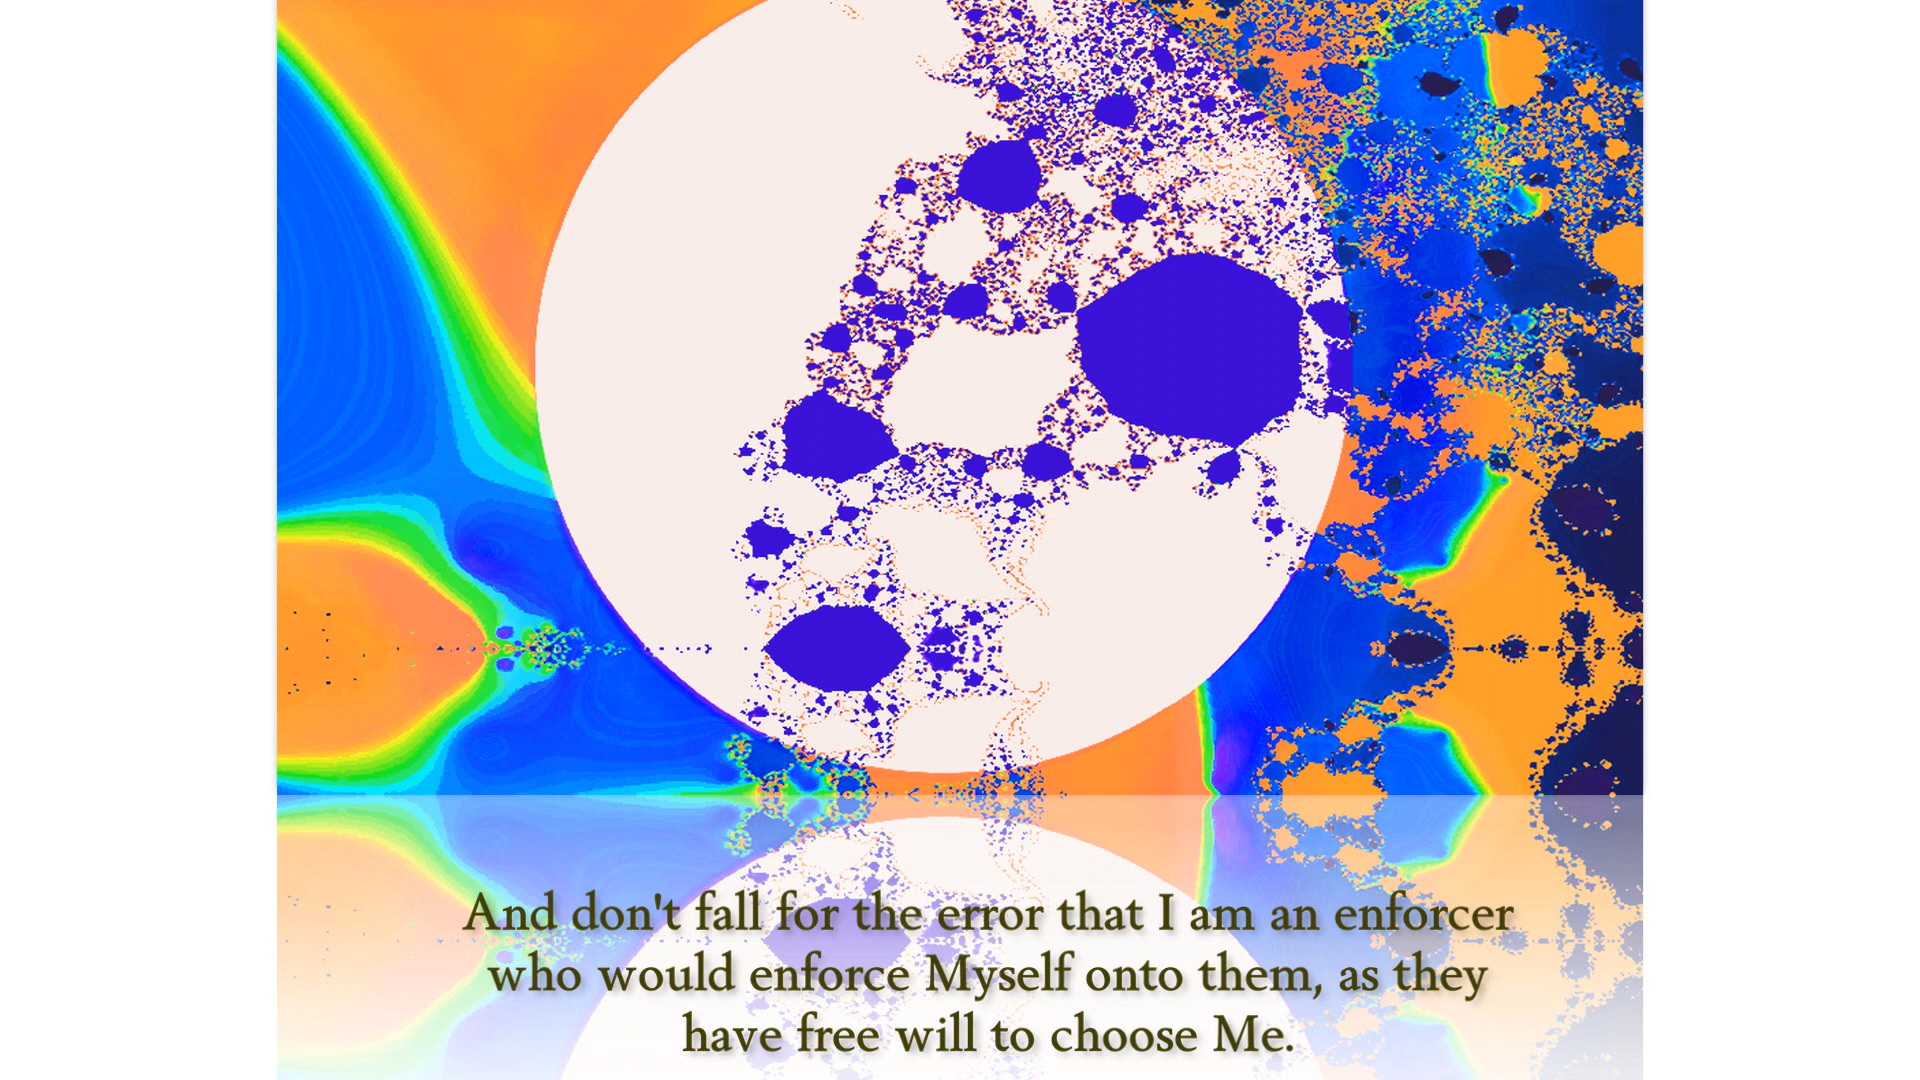 And don't fall for the error that I am an enforcer
who would enforce Myself onto them, as they
have free will to choose Me.